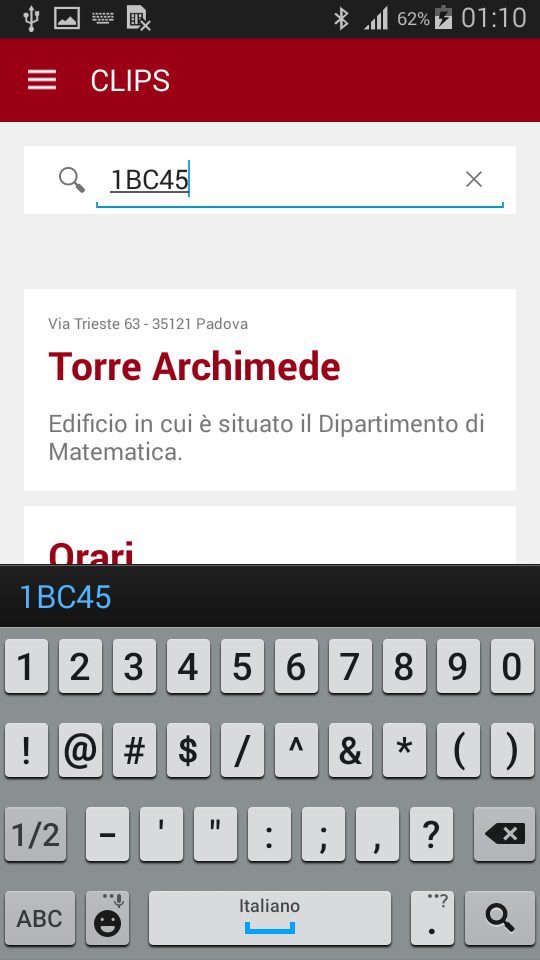 62% 01:10
CLIPS
1BC45
Via Trieste 63 - 35121 Padova
Torre Archimede
Edificio in cui è situato il Dipartimento di
Matematica.
Orari
1BC45
1 2 3 4 5 6 7 8 9 0
! @ # $ / ^ & * ( )
1/2 - ' " : ; , ?
ABC Italiano . ?